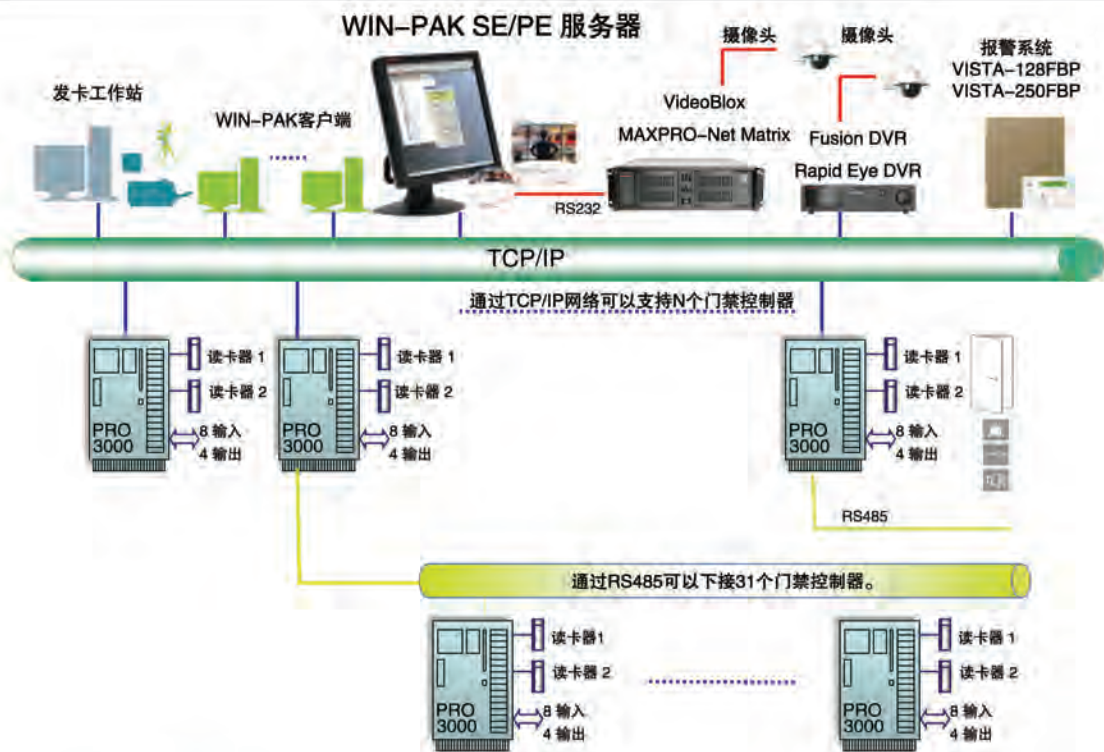 WIN-PAK SE/PE 服务器
摄像头
摄像头
报警系统
VISTA-128FBP
VISTA-250FBP
发卡工作站
WIN-PAK客户端
VideoBlox
MAXPRO-Net Matrix
Fusion DVR
Rapid Eye DVR
RS232
TCP/IP
通过TCP/IP网络可以支持N个门禁控制器
读卡器 1
读卡器 2
PRO
3000
8 输入
4 输出
读卡器 1
读卡器 2
PRO
3000
8 输入
4 输出
读卡器 1
读卡器 2
PRO
3000
8 输入
4 输出
RS485
通过RS485可以下接31个门禁控制器。
读卡器1
读卡器 2
PRO
3000
8 输入
4 输出
读卡器 1
读卡器 2
PRO
3000
8 输入
4 输出